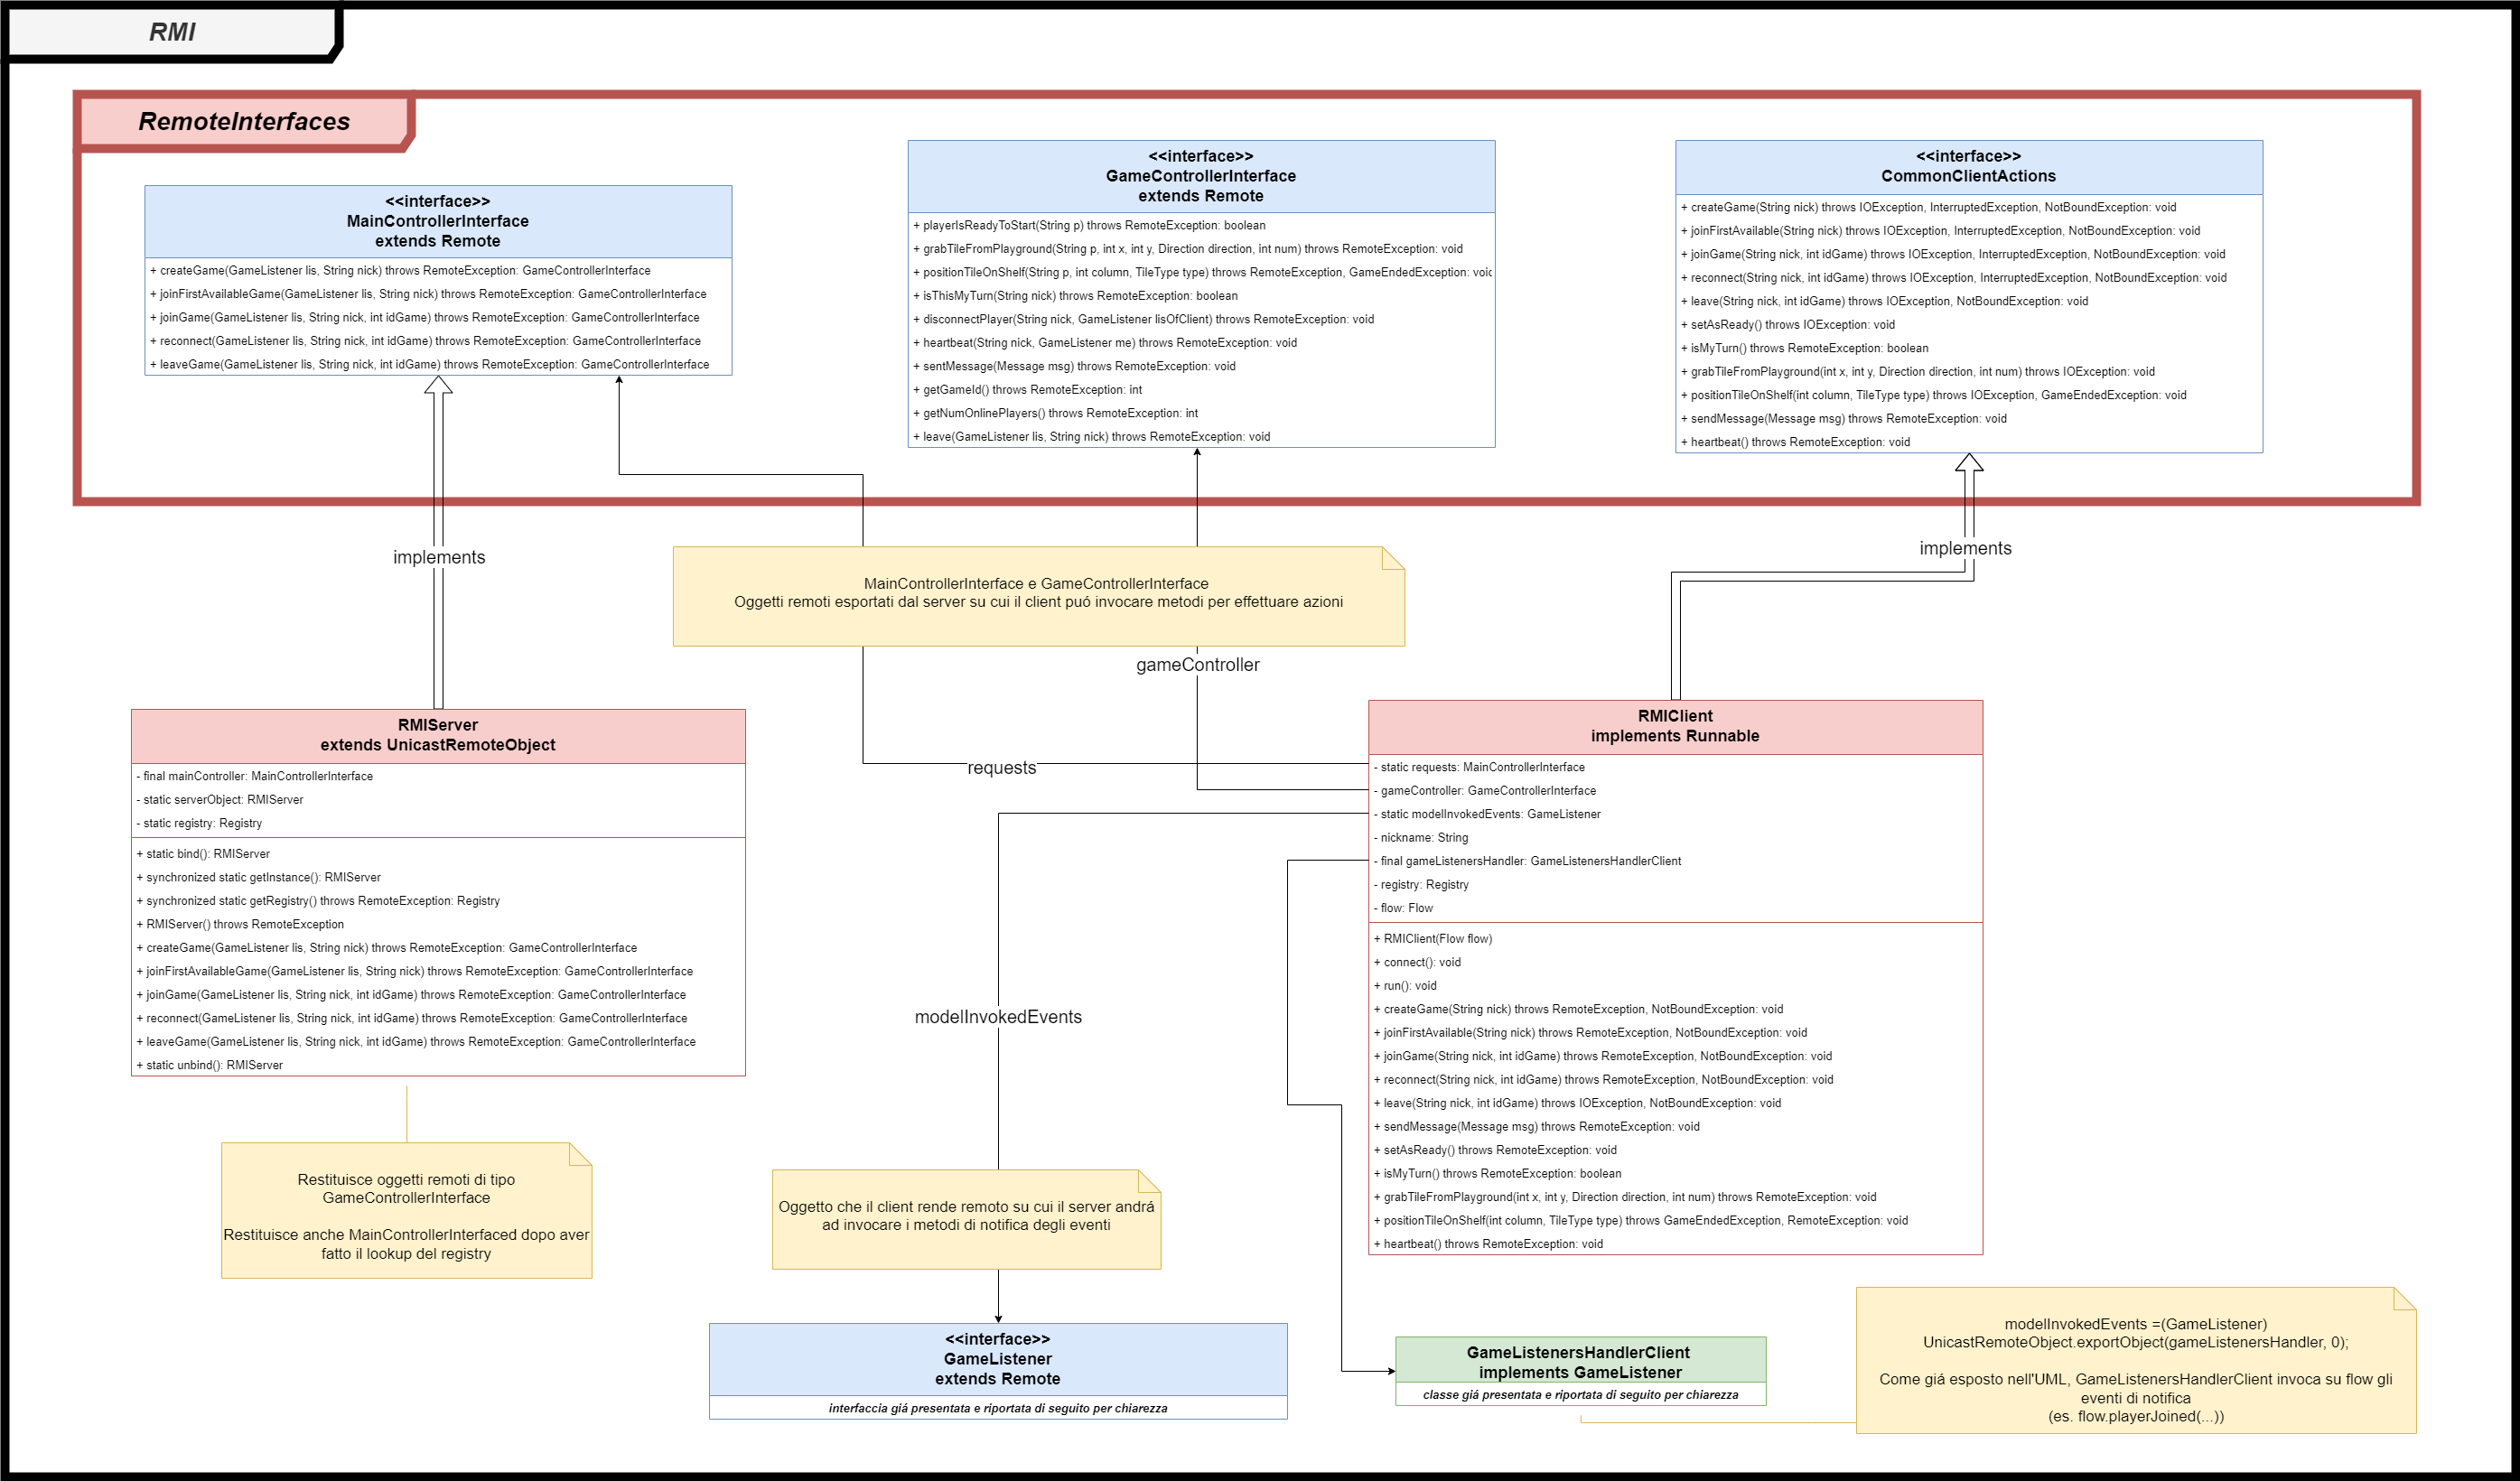 RMI
RemoteInterfaces
<<interface>>
MainControllerInterface
extends Remote
+ createGame(GameListener lis, String nick) throws RemoteException: GameControllerInterface
+ joinFirstAvailableGame(GameListener lis, String nick) throws RemoteException: GameControllerInterface
+ joinGame(GameListener lis, String nick, int idGame) throws RemoteException: GameControllerInterface
+ reconnect(GameListener lis, String nick, int idGame) throws RemoteException: GameControllerInterface
+ leaveGame(GameListener lis, String nick, int idGame) throws RemoteException: GameControllerInterface
<<interface>>
GameControllerInterface
extends Remote
+ playerIsReadyToStart(String p) throws RemoteException: boolean
+ grabTileFromPlayground(String p, int x, int y, Direction direction, int num) throws RemoteException: void
+ positionTileOnShelf(String p, int column, TileType type) throws RemoteException, GameEndedException: void
+ isThisMyTurn(String nick) throws RemoteException: boolean
+ disconnectPlayer(String nick, GameListener lisOfClient) throws RemoteException: void
+ heartbeat(String nick, GameListener me) throws RemoteException: void
+ sentMessage(Message msg) throws RemoteException: void
+ getGameId() throws RemoteException: int
+ getNumOnlinePlayers() throws RemoteException: int
+ leave(GameListener lis, String nick) throws RemoteException: void
<<interface>>
CommonClientActions
+ createGame(String nick) throws IOException, InterruptedException, NotBoundException: void
+ joinFirstAvailable(String nick) throws IOException, InterruptedException, NotBoundException: void
+ joinGame(String nick, int idGame) throws IOException, InterruptedException, NotBoundException: void
+ reconnect(String nick, int idGame) throws IOException, InterruptedException, NotBoundException: void
+ leave(String nick, int idGame) throws IOException, NotBoundException: void
+ setAsReady() throws IOException: void
+ isMyTurn() throws RemoteException: boolean
+ grabTileFromPlayground(int x, int y, Direction direction, int num) throws IOException: void
+ positionTileOnShelf(int column, TileType type) throws IOException, GameEndedException: void
+ sendMessage(Message msg) throws RemoteException: void
+ heartbeat() throws RemoteException: void
implements
MainControllerInterface e GameControllerInterface
Oggetti remoti esportati dal server su cui il client puó invocare metodi per effettuare azioni
implements
gameController
requests
RMIServer
extends UnicastRemoteObject
- final mainController: MainControllerInterface
- static serverObject: RMIServer
- static registry: Registry
+ static bind(): RMIServer
+ synchronized static getInstance(): RMIServer
+ synchronized static getRegistry() throws RemoteException: Registry
+ RMIServer() throws RemoteException
+ createGame(GameListener lis, String nick) throws RemoteException: GameControllerInterface
+ joinFirstAvailableGame(GameListener lis, String nick) throws RemoteException: GameControllerInterface
+ joinGame(GameListener lis, String nick, int idGame) throws RemoteException: GameControllerInterface
+ reconnect(GameListener lis, String nick, int idGame) throws RemoteException: GameControllerInterface
+ leaveGame(GameListener lis, String nick, int idGame) throws RemoteException: GameControllerInterface
+ static unbind(): RMIServer
RMIClient
implements Runnable
- static requests: MainControllerInterface
- gameController: GameControllerInterface
- static modelInvokedEvents: GameListener
- nickname: String
- final gameListenersHandler: GameListenersHandlerClient
- registry: Registry
- flow: Flow
+ RMIClient(Flow flow)
+ connect(): void
+ run(): void
+ createGame(String nick) throws RemoteException, NotBoundException: void
+ joinFirstAvailable(String nick) throws RemoteException, NotBoundException: void
+ joinGame(String nick, int idGame) throws RemoteException, NotBoundException: void
+ reconnect(String nick, int idGame) throws RemoteException, NotBoundException: void
+ leave(String nick, int idGame) throws IOException, NotBoundException: void
+ sendMessage(Message msg) throws RemoteException: void
+ setAsReady() throws RemoteException: void
+ isMyTurn() throws RemoteException: boolean
+ grabTileFromPlayground(int x, int y, Direction direction, int num) throws RemoteException: void
+ positionTileOnShelf(int column, TileType type) throws GameEndedException, RemoteException: void
+ heartbeat() throws RemoteException: void
modelInvokedEvents
Restituisce oggetti remoti di tipo
GameControllerInterface
Restituisce anche MainControllerInterfaced dopo aver
fatto il lookup del registry
Oggetto che il client rende remoto su cui il server andrá
ad invocare i metodi di notifica degli eventi
<<interface>>
GameListener
extends Remote
interfaccia giá presentata e riportata di seguito per chiarezza
GameListenersHandlerClient
implements GameListener
classe giá presentata e riportata di seguito per chiarezza
modelInvokedEvents =(GameListener)
UnicastRemoteObject.exportObject(gameListenersHandler, 0);
Come giá esposto nell'UML, GameListenersHandlerClient invoca su flow gli
eventi di notifica
(es. flow.playerJoined(...))